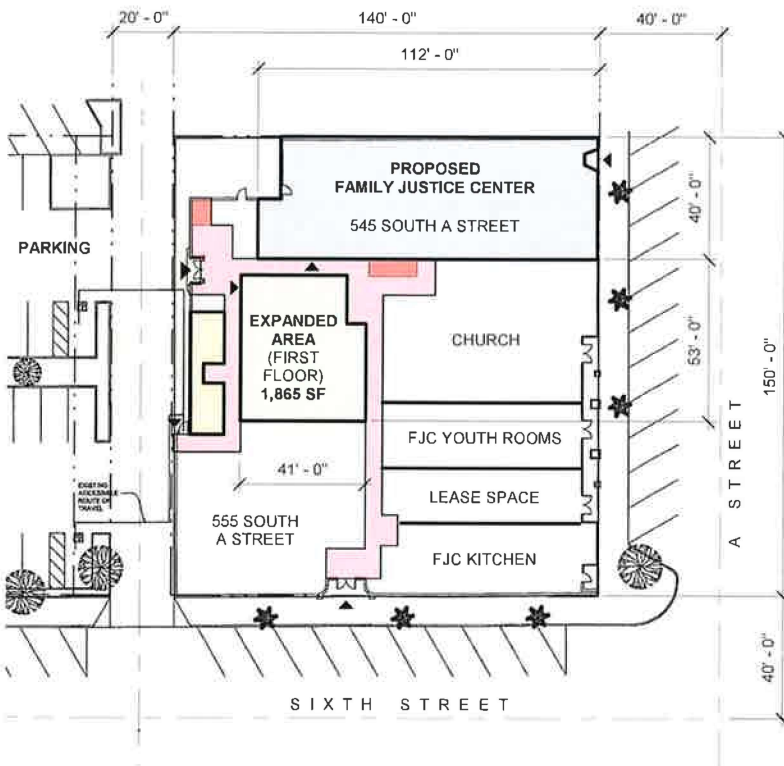 20' - 0"
140' - 0"
40' - 0"
112' - 0"
PROPOSED
FAMILY JUSTICE CENTER
545 SOUTH A STREET
40' - 0"
PARKING
EXPANDED
AREA
(FIRST
FLOOR)
1,865 SF
CHURCH
53' - 0"
150' - 0"
FJC YOUTH ROOMS
41' - 0"
LEASE SPACE
EXISTING
ACCESSIBLE
ROUTE OF
TRAVEL
555 SOUTH
A STREET
FJC KITCHEN
A STREET
40' - 0"
SIXTH STREET